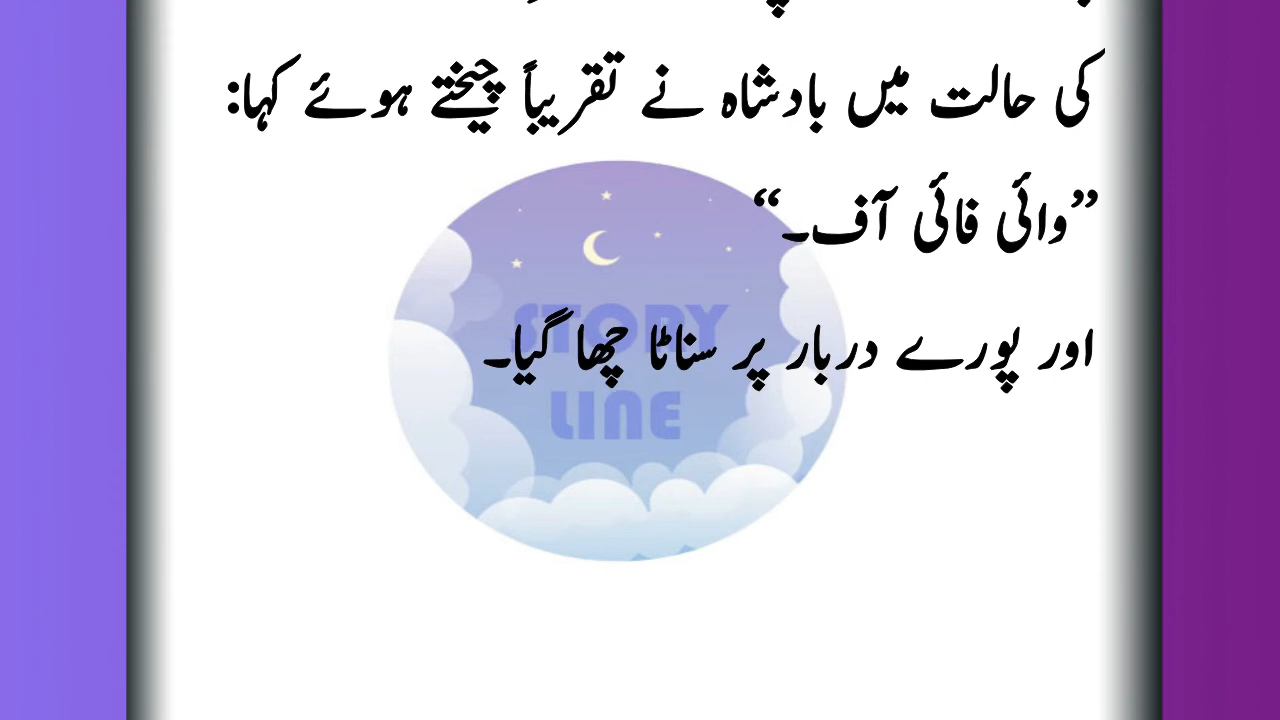 کی حالت میں بادشاہ نے تقریباً چیختے ہوئے کہا:
”وائی فائی آف۔“
اور پورے دربار پر سناٹا چھا گیا۔
STORY
LINE